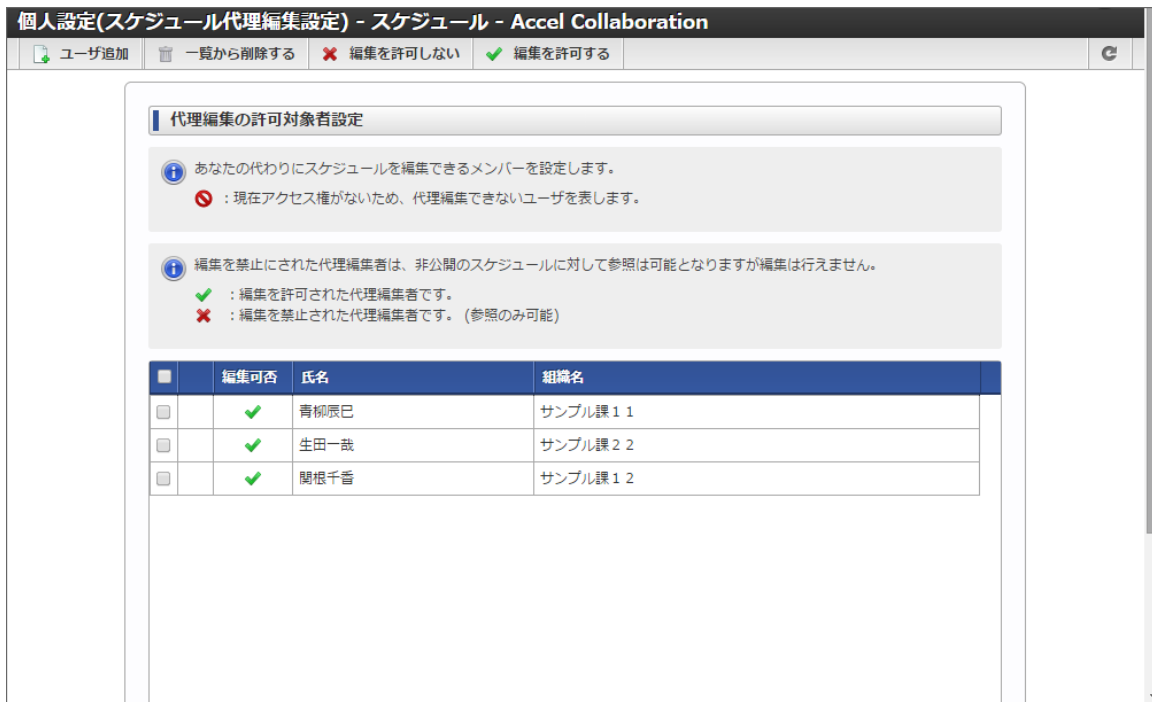 個人設定(スケジュール代理編集設定) - スケジュール - Accel Collaboration
ユーザ追加 一覧から削除する 編集を許可しない 編集を許可する
代理編集の許可対象者設定
あなたの代わりにスケジュールを編集できるメンバーを設定します。
：現在アクセス権がないため、代理編集できないユーザを表します。
編集を禁止にされた代理編集者は、非公開のスケジュールに対して参照は可能となりますが編集は行えません。
：編集を許可された代理編集者です。
：編集を禁止された代理編集者です。 (参照のみ可能)
編集可否 氏名 組織名
青柳辰巳 サンプル課１１
生田一哉 サンプル課２２
関根千香 サンプル課１２